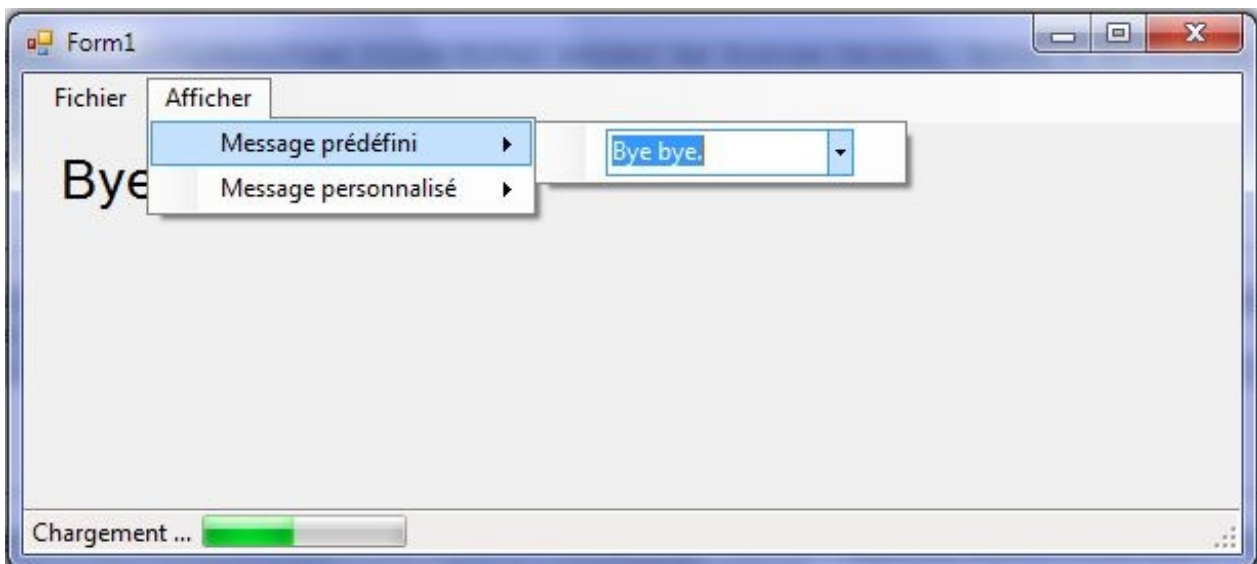 Form1
Fichier Afficher
Message prédéfini
Bye bye.
Message personnalisé
Bye
Chargement ...